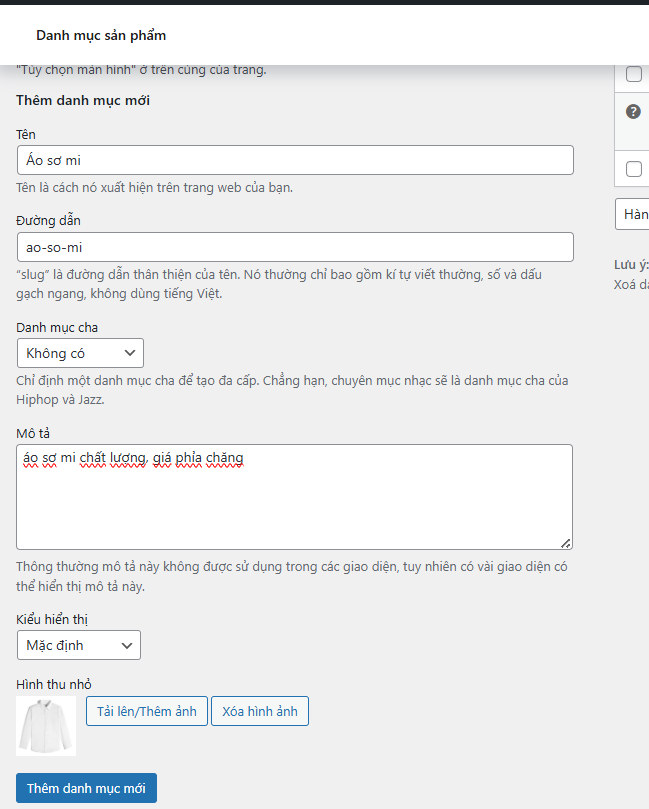 Danh mục sản phẩm
"Tùy chọn màn hình" ở trên cùng của trang.
Thêm danh mục mới
Tên
Áo sơ mi
Tên là cách nó xuất hiện trên trang web của bạn.
Đường dẫn
ao-so-mi
“slug” là đường dẫn thân thiện của tên. Nó thường chỉ bao gồm kí tự viết thường, số và dấu
gạch ngang, không dùng tiếng Việt.
Danh mục cha
Không có
Chỉ định một danh mục cha để tạo đa cấp. Chẳng hạn, chuyên mục nhạc sẽ là danh mục cha của
Hiphop và Jazz.
Mô tả
áo sơ mi chất lượng, giá phỉa chăng
Thông thường mô tả này không được sử dụng trong các giao diện, tuy nhiên có vài giao diện có
thể hiển thị mô tả này.
Kiểu hiển thị
Mặc định
Hình thu nhỏ
Tải lên/Thêm ảnh
Xóa hình ảnh
Thêm danh mục mới
?
Hàn
Lưu ý:
Xoá d